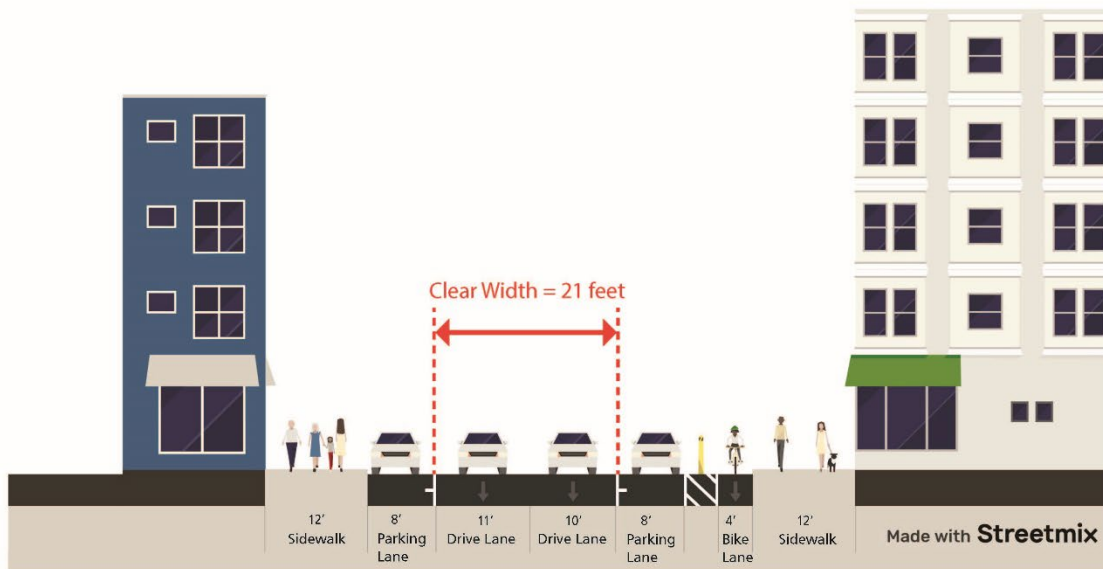 Clear Width = 21 feet
12'
Sidewalk
8'
Parking
Lane
11'
Drive Lane
10'
Drive Lane
8'
Parking
Lane
4'
Bike
Lane
12'
Sidewalk
Made with Streetmix